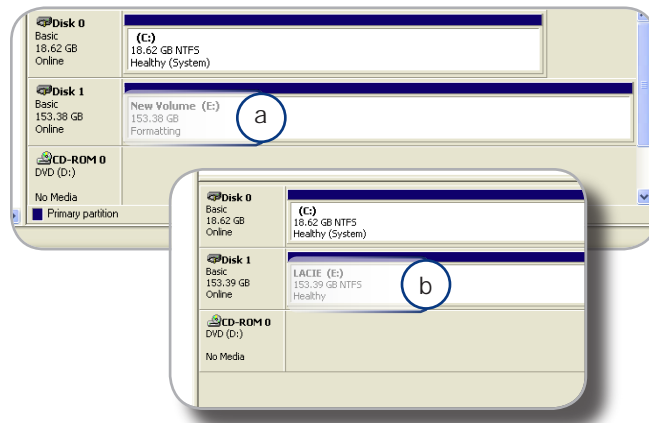 Disk 0
Basic
18.62 GB
Online
(C:)
18.62 GB NTFS
Healthy (System)
Disk 1
Basic
153.38 GB
Online
New Volume (E:)
153.38 GB
Formatting
a
CD-ROM 0
DVD (D:)
No Media
Primary partition
Disk 0
Basic
18.62 GB
Online
(C:)
18.62 GB NTFS
Healthy (System)
Disk 1
Basic
153.39 GB
Online
LACIE (E:)
153.39 GB NTFS
Healthy
b
CD-ROM 0
DVD (D:)
No Media